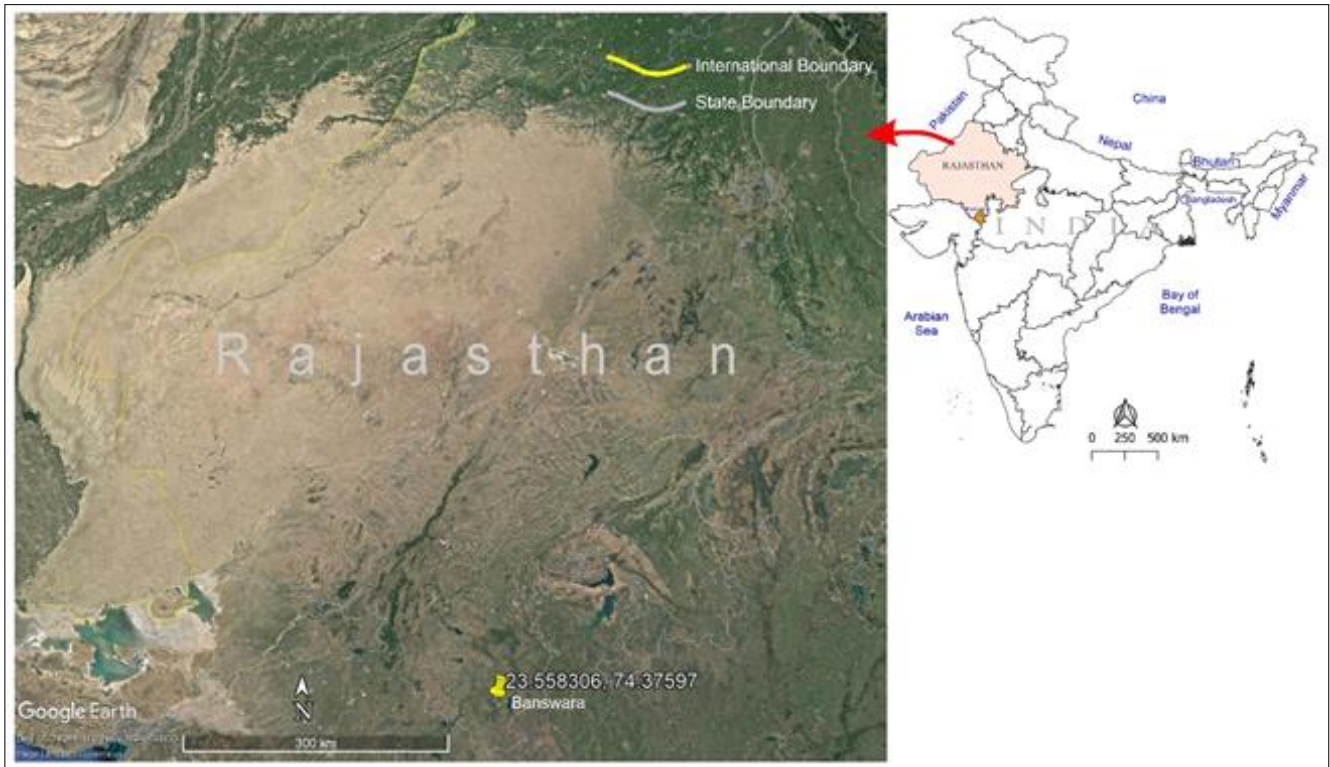 International Boundary
State Boundary
Rajasthan
23.558306, 74.37597
Banswara
N
Google Earth
300 km
China
Pakistan
Nepal
Bhutan
RAJASTHAN
Bangladesh
Myanmar
INDI
Bay of
Bengal
Arabian
Sea
0 250 500 km